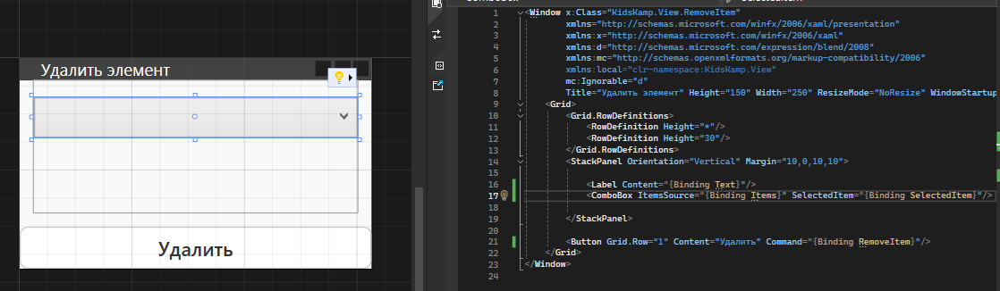 Удалить элемент
Удалить
1 <Window x:Class="KidsKamp.View.RemoveItem"
2 xmlns="http://schemas.microsoft.com/winfx/2006/xaml/presentation"
3 xmlns:x="http://schemas.microsoft.com/winfx/2006/xaml"
4 xmlns:d="http://schemas.microsoft.com/expression/blend/2008"
5 xmlns:mc="http://schemas.openxmlformats.org/markup-compatibility/2006"
6 xmlns:local="clr-namespace:KidsKamp.View"
7 mc:Ignorable="d"
8 Title="Удалить элемент" Height="150" Width="250" ResizeMode="NoResize" WindowStartup
9 <Grid>
10 <Grid.RowDefinitions>
11 <RowDefinition Height="*"/>
12 <RowDefinition Height="30"/>
13 </Grid.RowDefinitions>
14 <StackPanel Orientation="Vertical" Margin="10,0,10,10">
15
16 <Label Content="{Binding Text}"/>
17 <ComboBox ItemsSource="{Binding Items}" SelectedItem="{Binding SelectedItem}"/>
18
19 </StackPanel>
20
21 <Button Grid.Row="1" Content="Удалить" Command="{Binding RemoveItem}"/>
22 </Grid>
23 </Window>
24